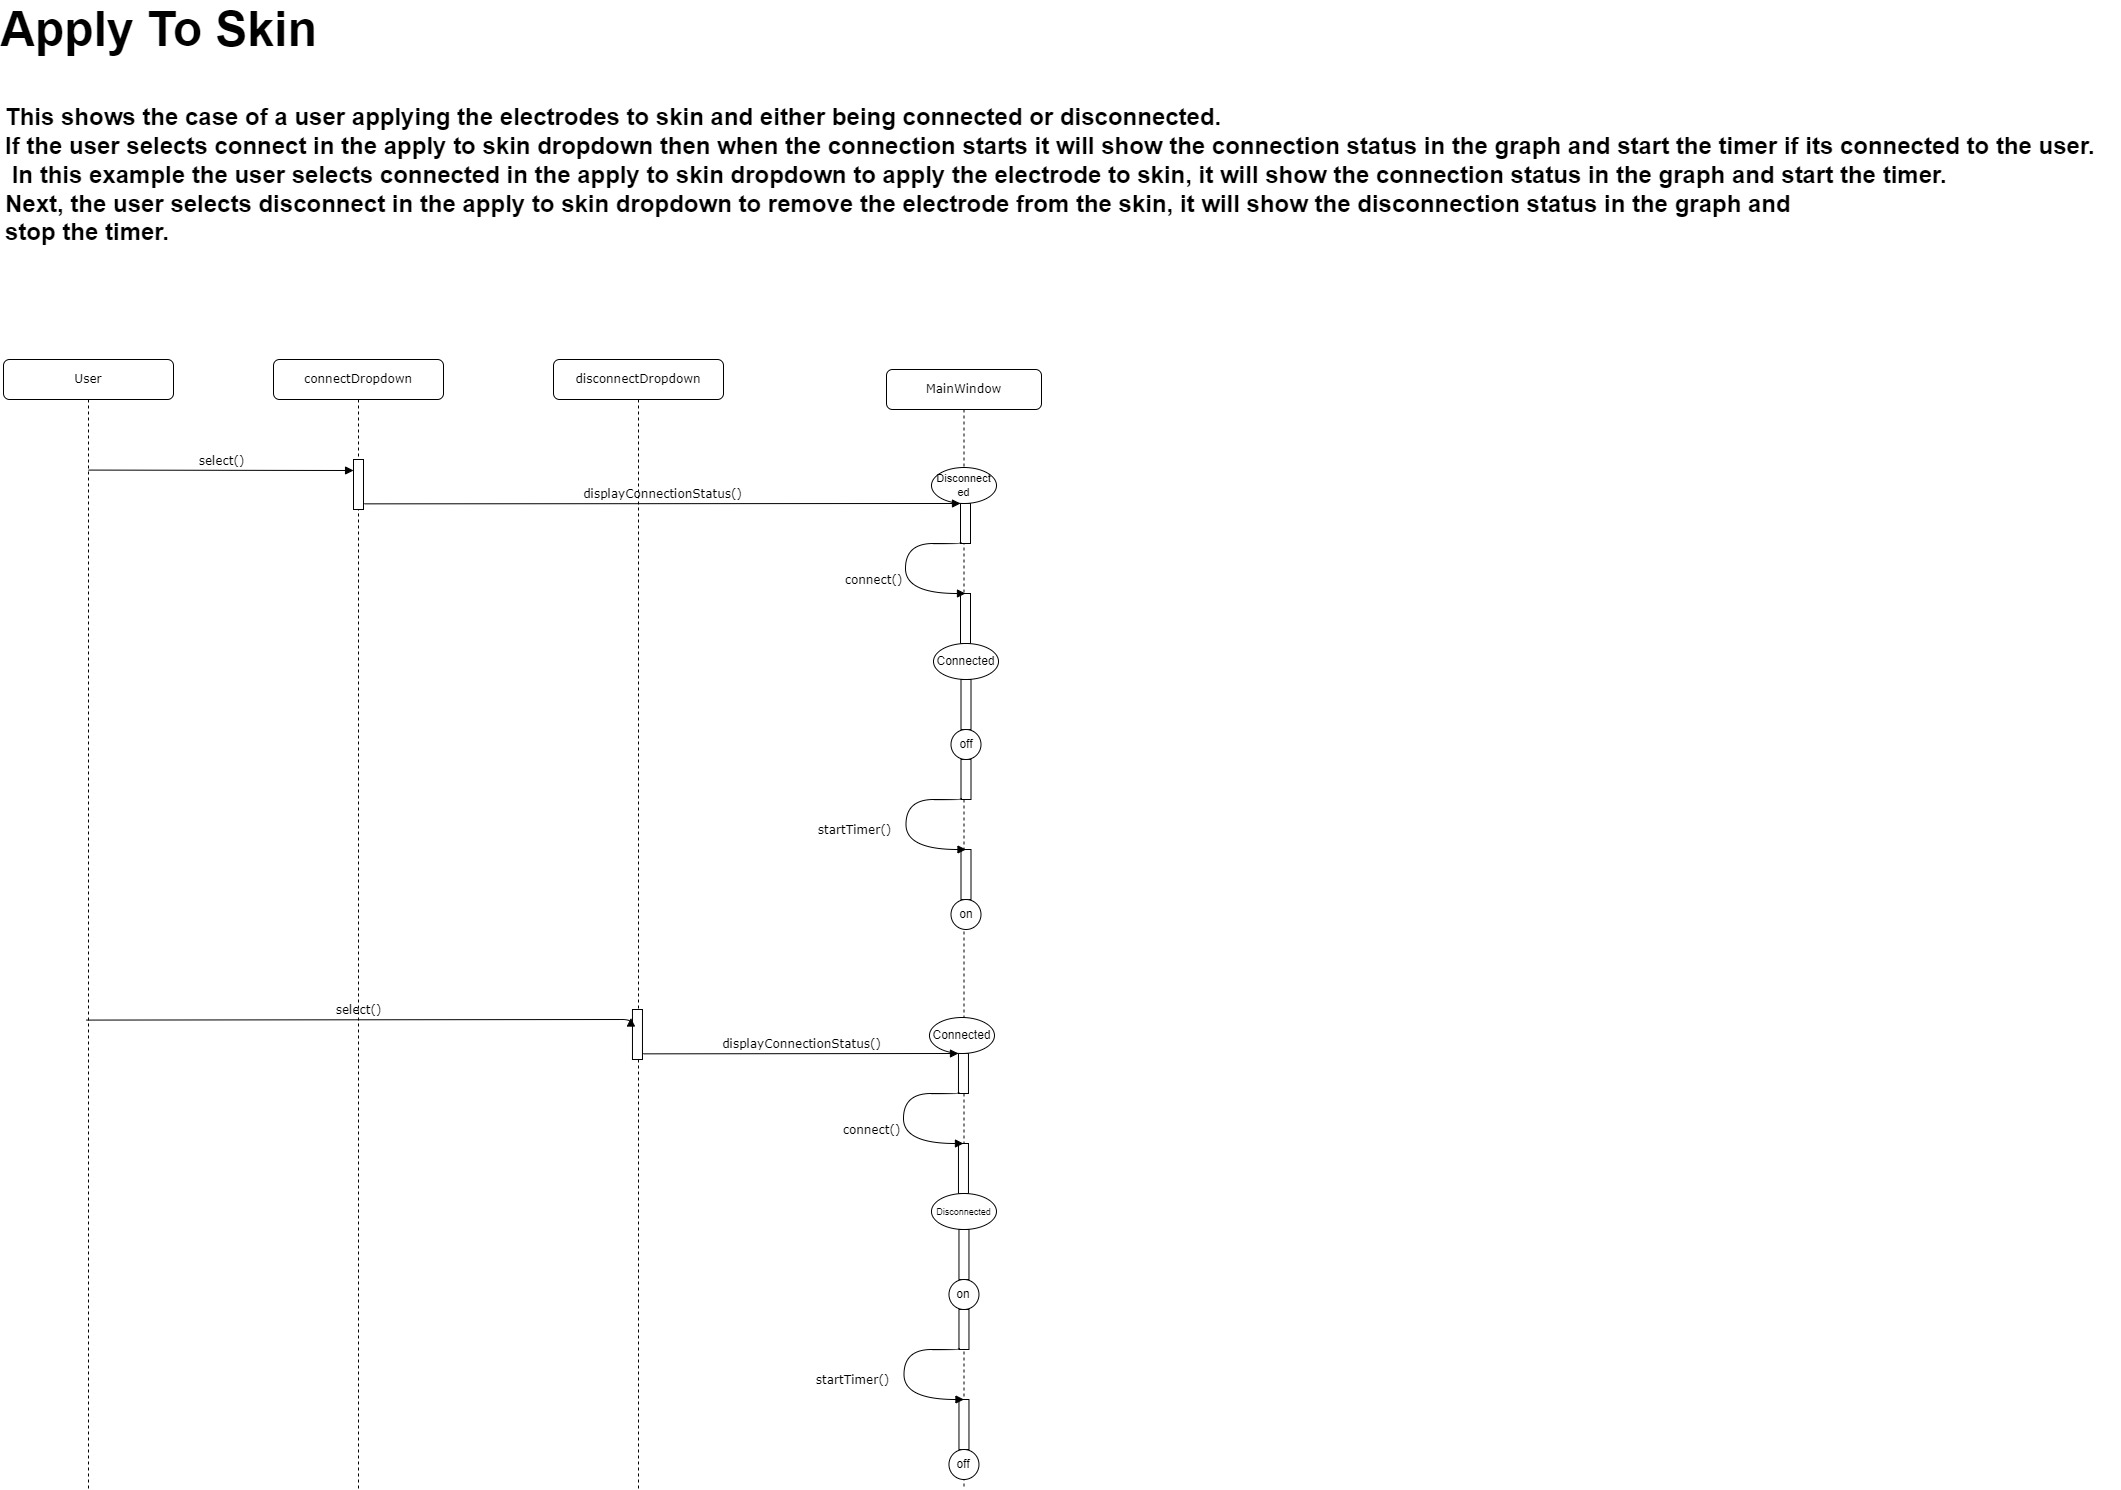 Apply To Skin
This shows the case of a user applying the electrodes to skin and either being connected or disconnected.
If the user selects connect in the apply to skin dropdown then when the connection starts it will show the connection status in the graph and start the timer if its connected to the user.
In this example the user selects connected in the apply to skin dropdown to apply the electrode to skin, it will show the connection status in the graph and start the timer.
Next, the user selects disconnect in the apply to skin dropdown to remove the electrode from the skin, it will show the disconnection status in the graph and
stop the timer.
User
connectDropdown
disconnectDropdown
MainWindow
select()
Disconnect
ed
displayConnectionStatus()
connect()
Connected
off
startTimer()
on
select()
Connected
displayConnectionStatus()
connect()
Disconnected
on
startTimer()
off